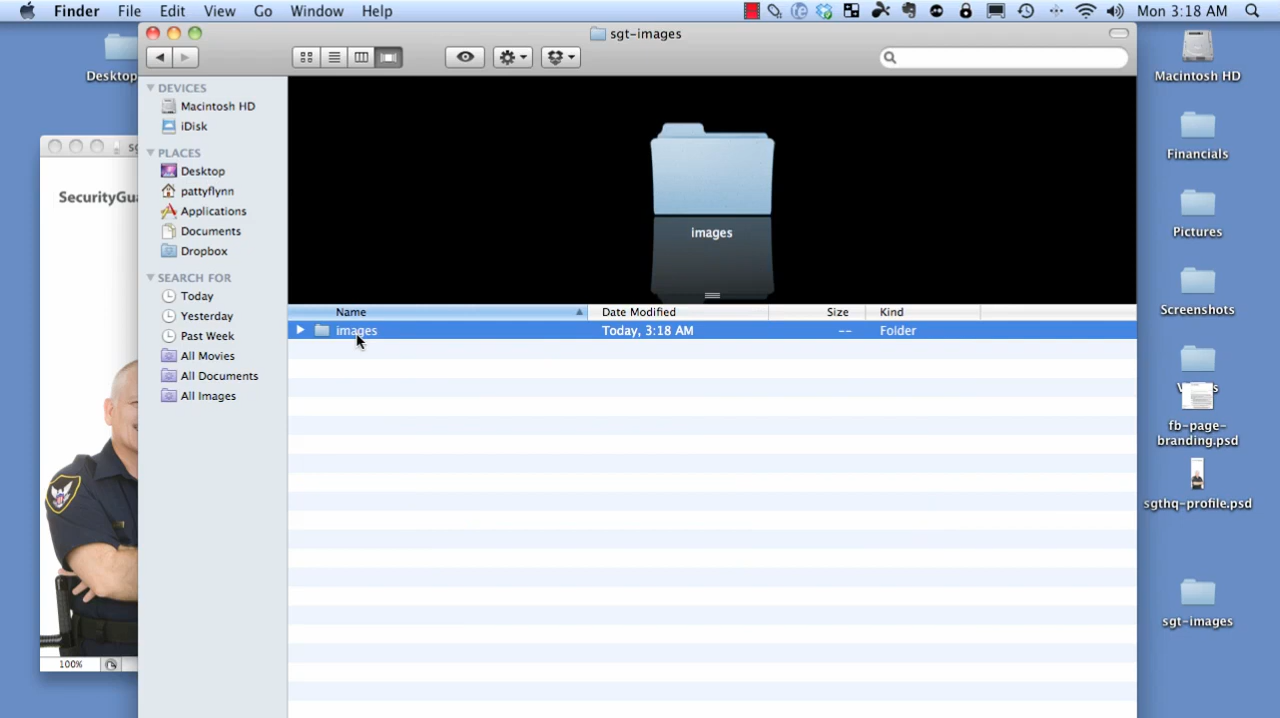 Finder File Edit View Go Window Help
Mon 3:18 AM
sgt-images
DEVICES
Macintosh HD
iDisk
PLACES
Desktop
pattyflynn
Applications
Documents
Dropbox
SEARCH FOR
Today
Yesterday
Past Week
All Movies
All Documents
All Images
images
Name Date Modified Size Kind
images Today, 3:18 AM -- Folder
Desktop
SecurityGua
100%
Macintosh HD
Financials
Pictures
Screenshots
fb-page-
branding.psd
sgthq-profile.psd
sgt-images